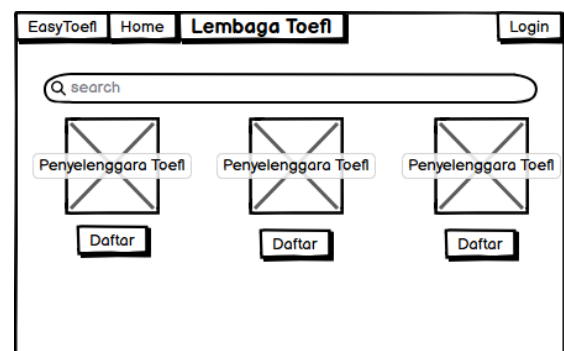 EasyToefl Home Lembaga Toefl Login
search
Penyelenggara Toefl Penyelenggara Toefl Penyelenggara Toefl
Daftar Daftar Daftar